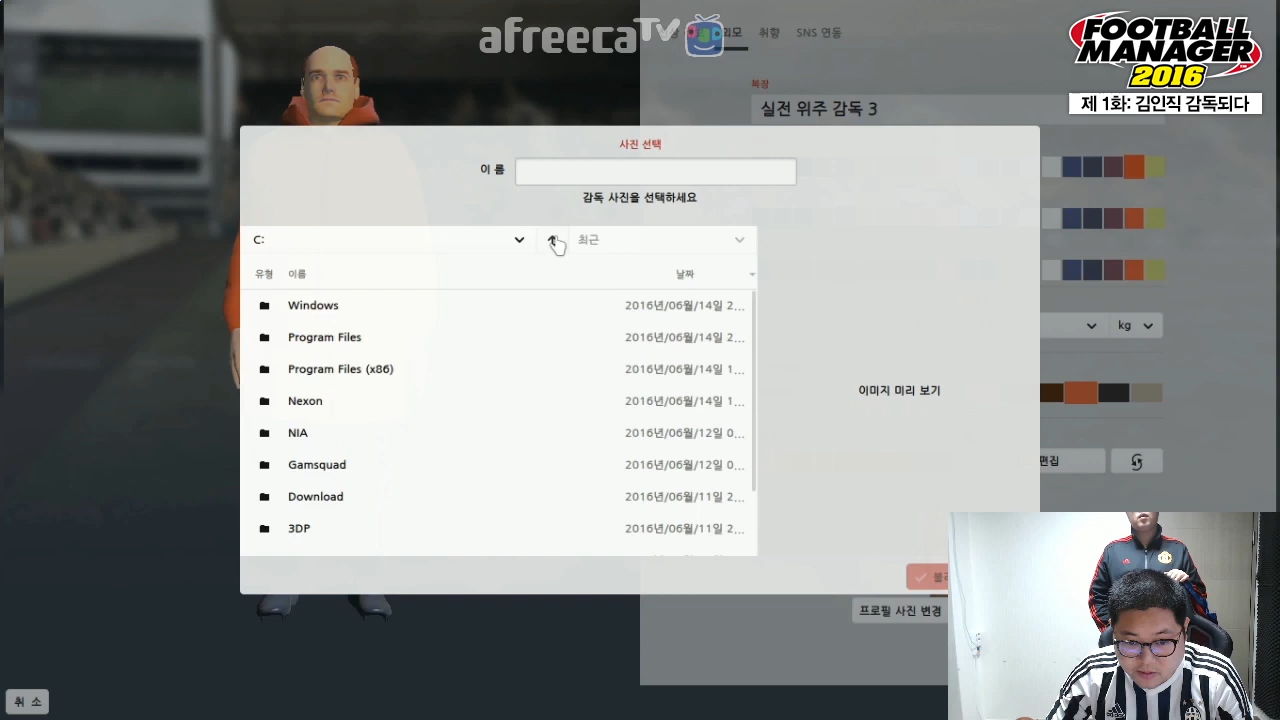 afreecaTV
외모
취향
SNS 연동
FOOTBALL
MANAGER
2016
제 1화: 김인직 감독되다
복장
실전 위주 감독 3
사진 선택
이 름
감독 사진을 선택하세요
C:
최근
유형
이름
날짜
Windows
2016년/06월/14일 2...
Program Files
2016년/06월/14일 2...
Program Files (x86)
2016년/06월/14일 1...
Nexon
2016년/06월/14일 1...
NIA
2016년/06월/12일 0...
Gamsquad
2016년/06월/12일 0...
Download
2016년/06월/11일 2...
3DP
2016년/06월/11일 2...
kg
이미지 미리 보기
편집
프로필 사진 변경
취 소